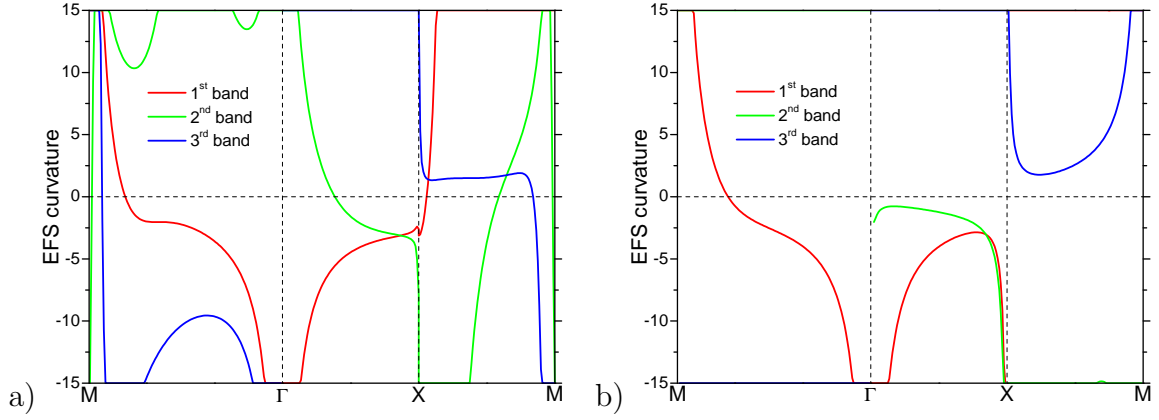 a)
EFS curvature
15
10
5
0
-5
-10
-15
M
Γ
X
M
1st band
2nd band
3rd band
b)
EFS curvature
15
10
5
0
-5
-10
-15
M
Γ
X
M
1st band
2nd band
3rd band